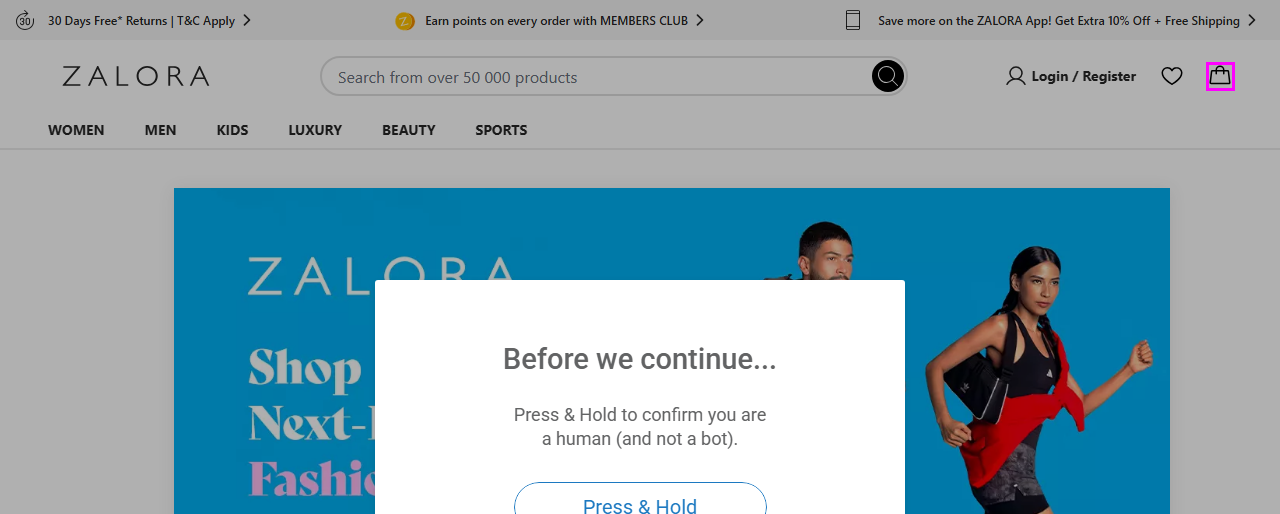 30 Days Free* Returns | T&C Apply
Earn points on every order with MEMBERS CLUB
Save more on the ZALORA App! Get Extra 10% Off + Free Shipping
ZALORA
Search from over 50 000 products
Login / Register
WOMEN
MEN
KIDS
LUXURY
BEAUTY
SPORTS
ZALORA
Shop
Next-
Fashi
Before we continue...
Press & Hold to confirm you are
a human (and not a bot).
Press & Hold